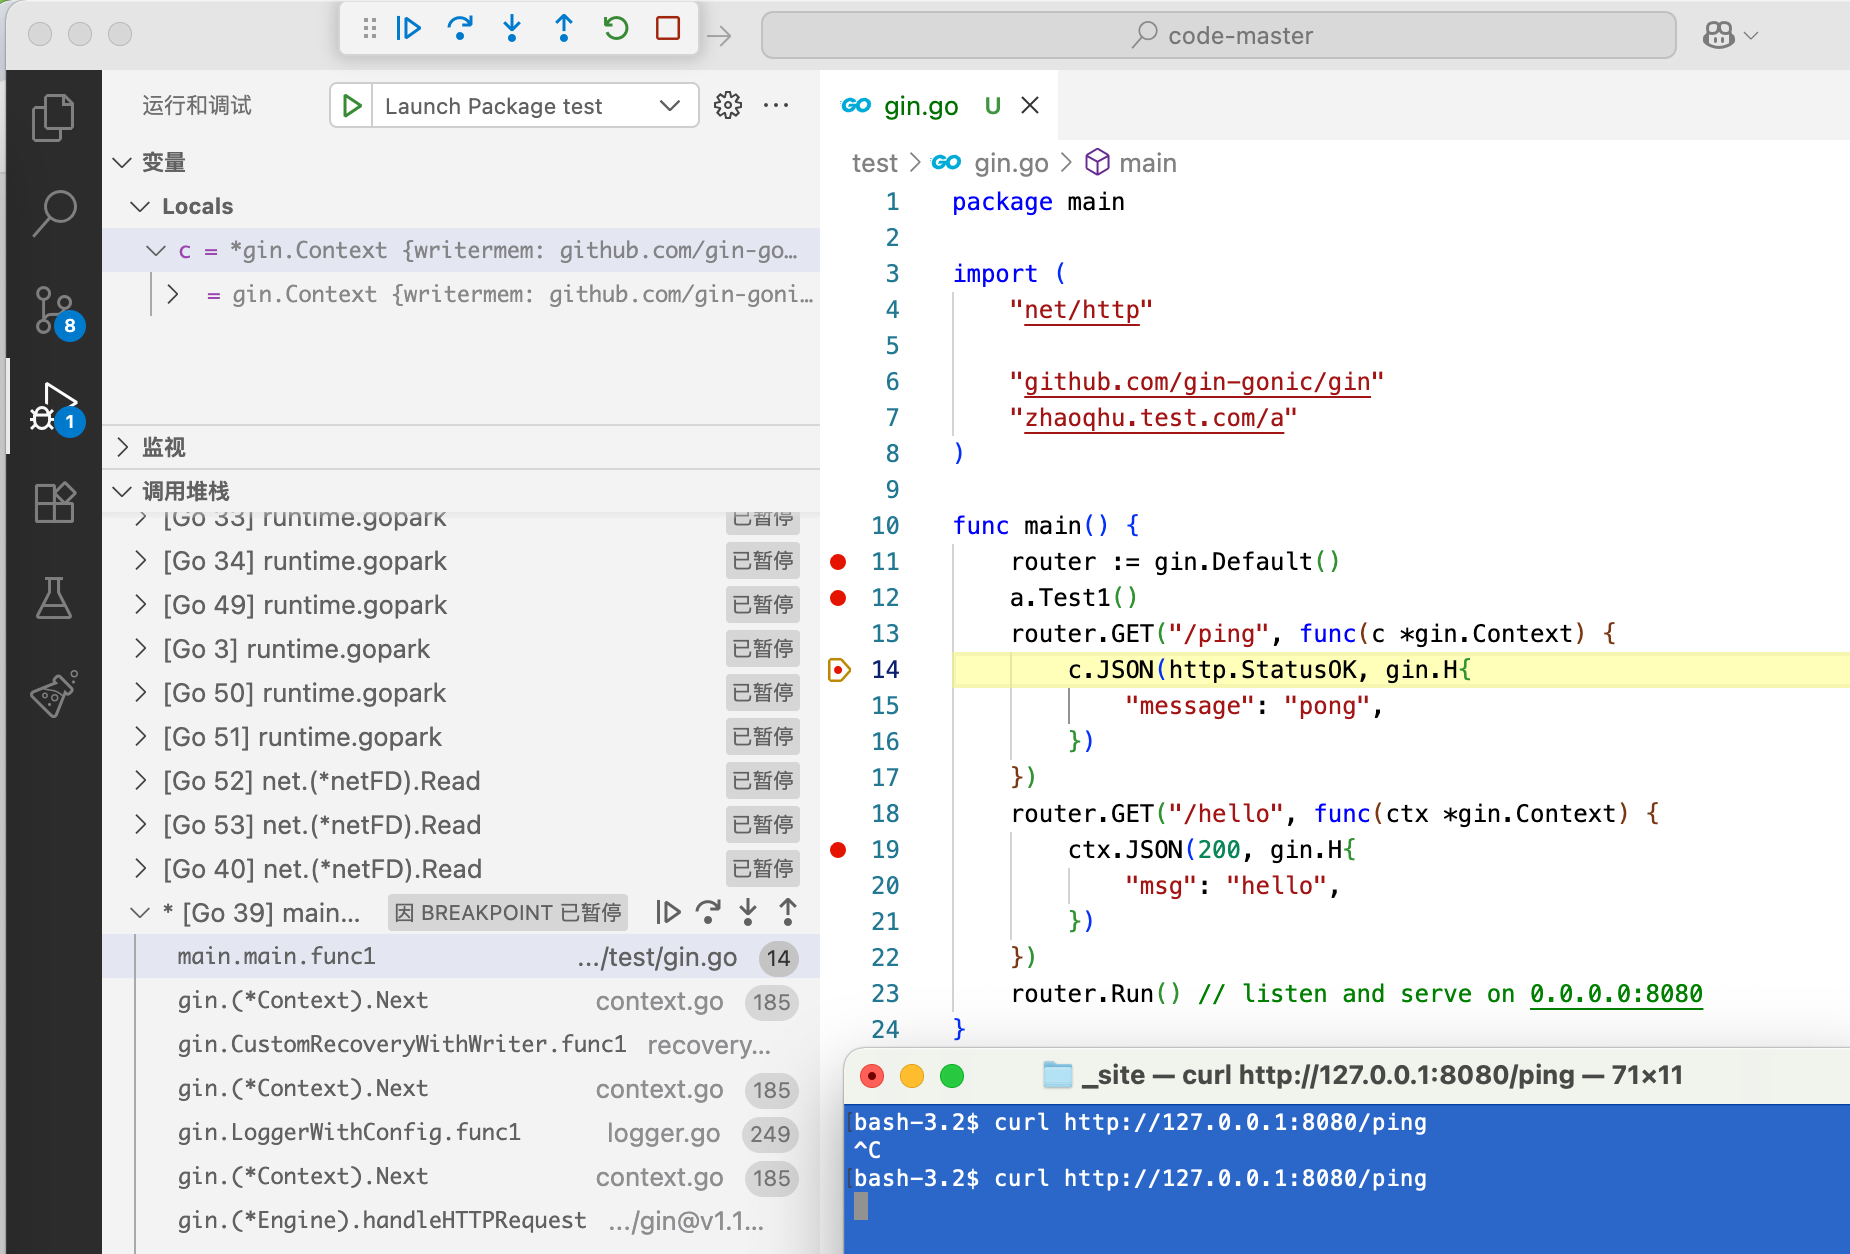 code-master
运行和调试
Launch Package test
变量
Locals
c = *gin.Context {writermem: github.com/gin-go…
= gin.Context {writermem: github.com/gin-goni…
8
1
监视
调用堆栈
[Go 33] runtime.gopark 已暂停
[Go 34] runtime.gopark 已暂停
[Go 49] runtime.gopark 已暂停
[Go 3] runtime.gopark 已暂停
[Go 50] runtime.gopark 已暂停
[Go 51] runtime.gopark 已暂停
[Go 52] net.(*netFD).Read 已暂停
[Go 53] net.(*netFD).Read 已暂停
[Go 40] net.(*netFD).Read 已暂停
* [Go 39] main... 因 BREAKPOINT 已暂停
main.main.func1 .../test/gin.go 14
gin.(*Context).Next context.go 185
gin.CustomRecoveryWithWriter.func1 recovery...
gin.(*Context).Next context.go 185
gin.LoggerWithConfig.func1 logger.go 249
gin.(*Context).Next context.go 185
gin.(*Engine).handleHTTPRequest .../gin@v1.1...
GO gin.go U
test > GO gin.go > main
1 package main
2
3 import (
4 "net/http"
5
6 "github.com/gin-gonic/gin"
7 "zhaoqhu.test.com/a"
8 )
9
10 func main() {
11 router := gin.Default()
12 a.Test1()
13 router.GET("/ping", func(c *gin.Context) {
14 c.JSON(http.StatusOK, gin.H{
15 "message": "pong",
16 })
17 })
18 router.GET("/hello", func(ctx *gin.Context) {
19 ctx.JSON(200, gin.H{
20 "msg": "hello",
21 })
22 })
23 router.Run() // listen and serve on 0.0.0.0:8080
24 }
_site — curl http://127.0.0.1:8080/ping — 71×11
[bash-3.2$ curl http://127.0.0.1:8080/ping
^C
[bash-3.2$ curl http://127.0.0.1:8080/ping